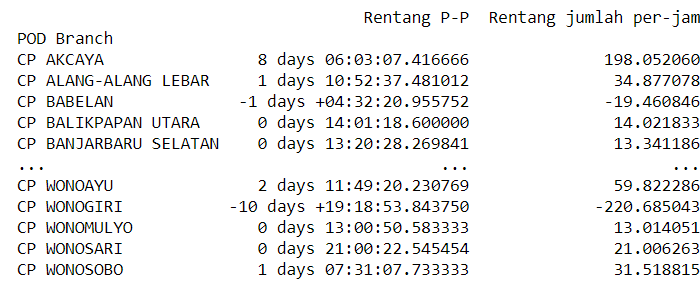 Rentang P-P Rentang jumlah per-jam
POD Branch
CP AKCAYA 8 days 06:03:07.416666 198.052060
CP ALANG-ALANG LEBAR 1 days 10:52:37.481012 34.877078
CP BABELAN -1 days +04:32:20.955752 -19.460846
CP BALIKPAPAN UTARA 0 days 14:01:18.600000 14.021833
CP BANJARBARU SELATAN 0 days 13:20:28.269841 13.341186
... ... ...
CP WONOAYU 2 days 11:49:20.230769 59.822286
CP WONOGIRI -10 days +19:18:53.843750 -220.685043
CP WONOMULYO 0 days 13:00:50.583333 13.014051
CP WONOSARI 0 days 21:00:22.545454 21.006263
CP WONOSOBO 1 days 07:31:07.733333 31.518815